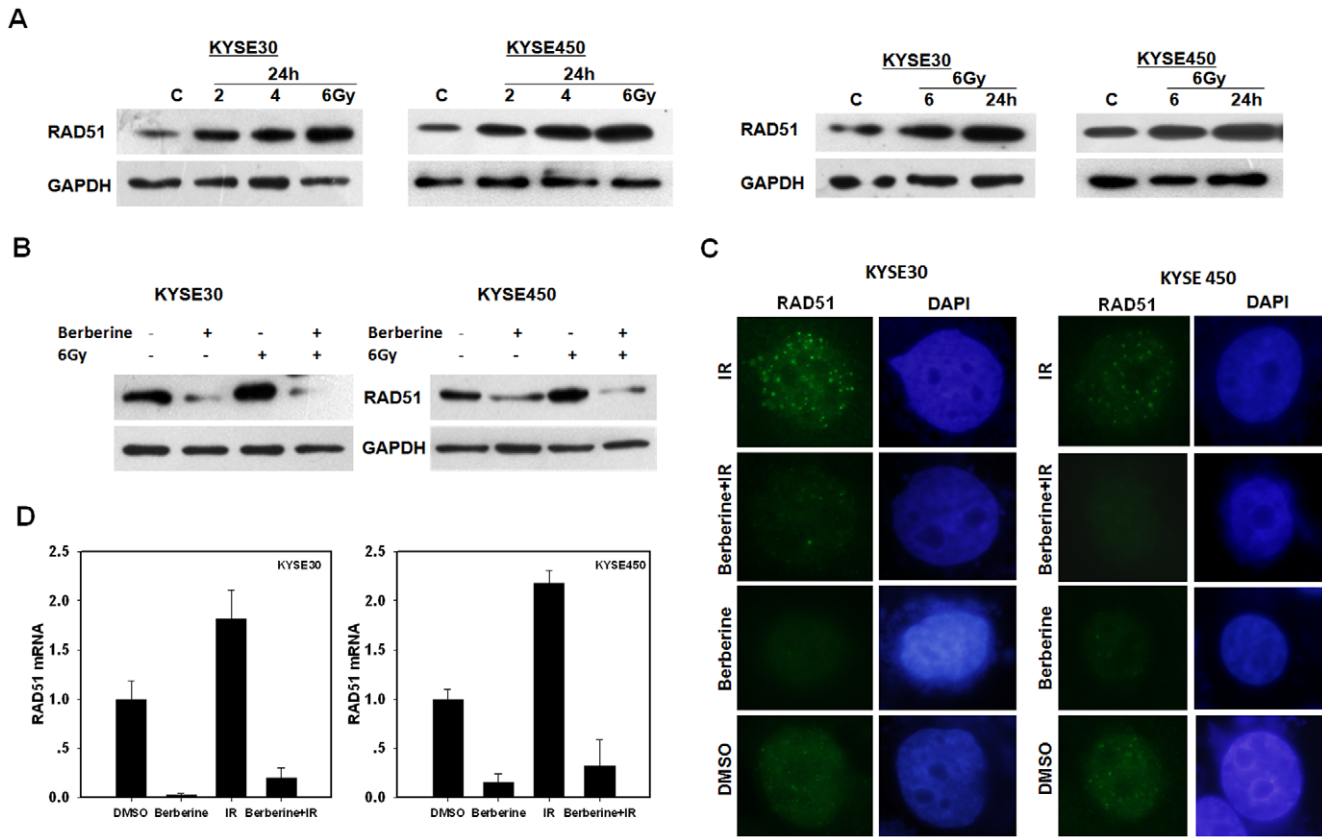 A
KYSE30
24h
C 2 4 6Gy
KYSE450
24h
C 2 4 6Gy
KYSE30
6Gy
C 6 24h
KYSE450
6Gy
C 6 24h
RAD51
GAPDH
RAD51
GAPDH
B
KYSE30
KYSE450
Berberine - + - +
6Gy - - + +
- + - +
- - + +
RAD51
GAPDH
C
KYSE30
KYSE 450
RAD51 DAPI
RAD51 DAPI
IR
Berberine+IR
Berberine
DMSO
IR
Berberine+IR
Berberine
DMSO
D
RAD51 mRNA
2.5
2.0
1.5
1.0
.5
0.0
KYSE30
DMSO Berberine IR Berberine+IR
RAD51 mRNA
2.5
2.0
1.5
1.0
.5
0.0
KYSE450
DMSO Berberine IR Berberine+IR